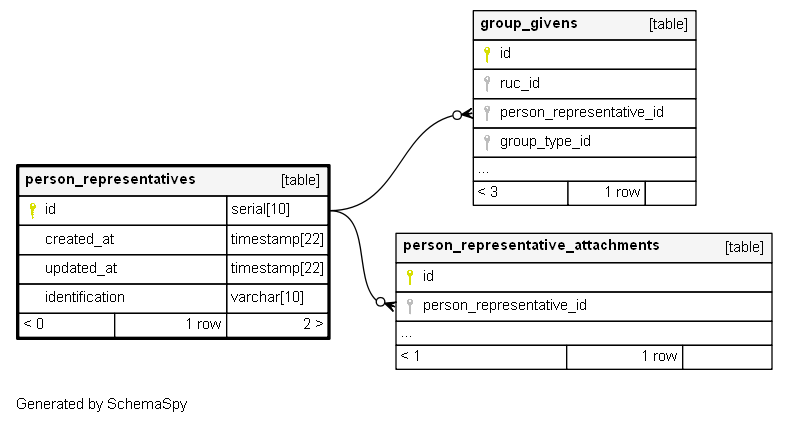 group_givens [table]
id
ruc_id
person_representative_id
group_type_id
...
< 3 1 row
person_representatives [table]
id serial[10]
created_at timestamp[22]
updated_at timestamp[22]
identification varchar[10]
< 0 1 row 2 >
person_representative_attachments [table]
id
person_representative_id
...
< 1 1 row
Generated by SchemaSpy